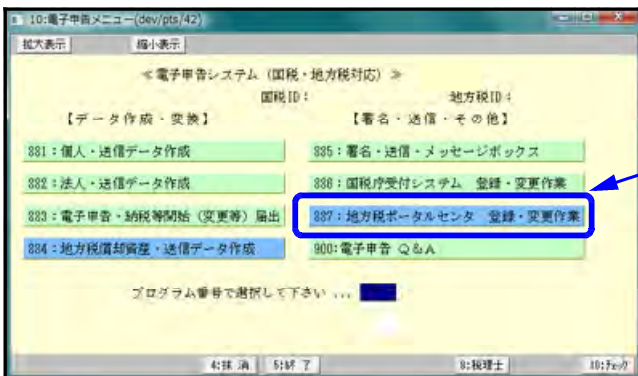 10:電子申告メニュー(dev/pts/42)
拡大表示 縮小表示
≪電子申告システム (国税・地方税対応) ≫
国税ID: 地方税ID:
【データ作成・変換】 【署名・送信・その他】
881:個人・送信データ作成 885:署名・送信・メッセージボックス
882:法人・送信データ作成 886:国税庁受付システム 登録・変更作業
883:電子申告・納税等開始(変更等)届出 887:地方税ポータルセンタ 登録・変更作業
884:地方税償却資産・送信データ作成 900:電子申告 Q&A
プログラム番号で選択して下さい ...
4:抹 消 5:終 了 8:税理士 10:チェック